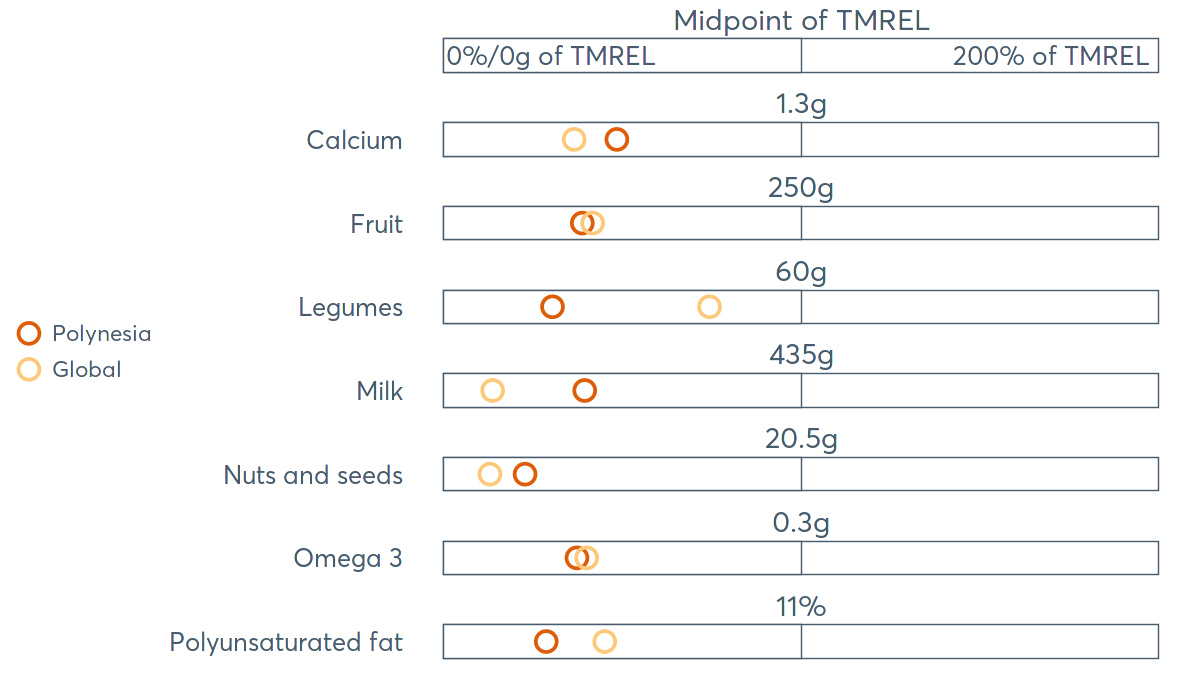 Midpoint of TMREL
0%/0g of TMREL
200% of TMREL
1.3g
Calcium
250g
Fruit
60g
Legumes
Polynesia
Global
435g
Milk
20.5g
Nuts and seeds
0.3g
Omega 3
11%
Polyunsaturated fat